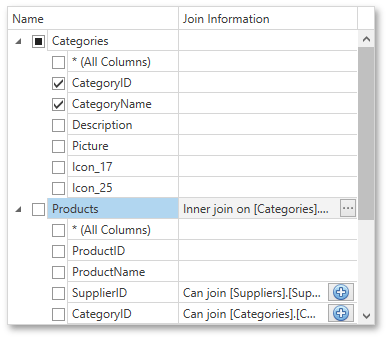 Name Join Information
Categories
* (All Columns)
CategoryID
CategoryName
Description
Picture
Icon_17
Icon_25
Products Inner join on [Categories].... ...
* (All Columns)
ProductID
ProductName
SupplierID Can join [Suppliers].[Sup...
CategoryID Can join [Categories].[C...